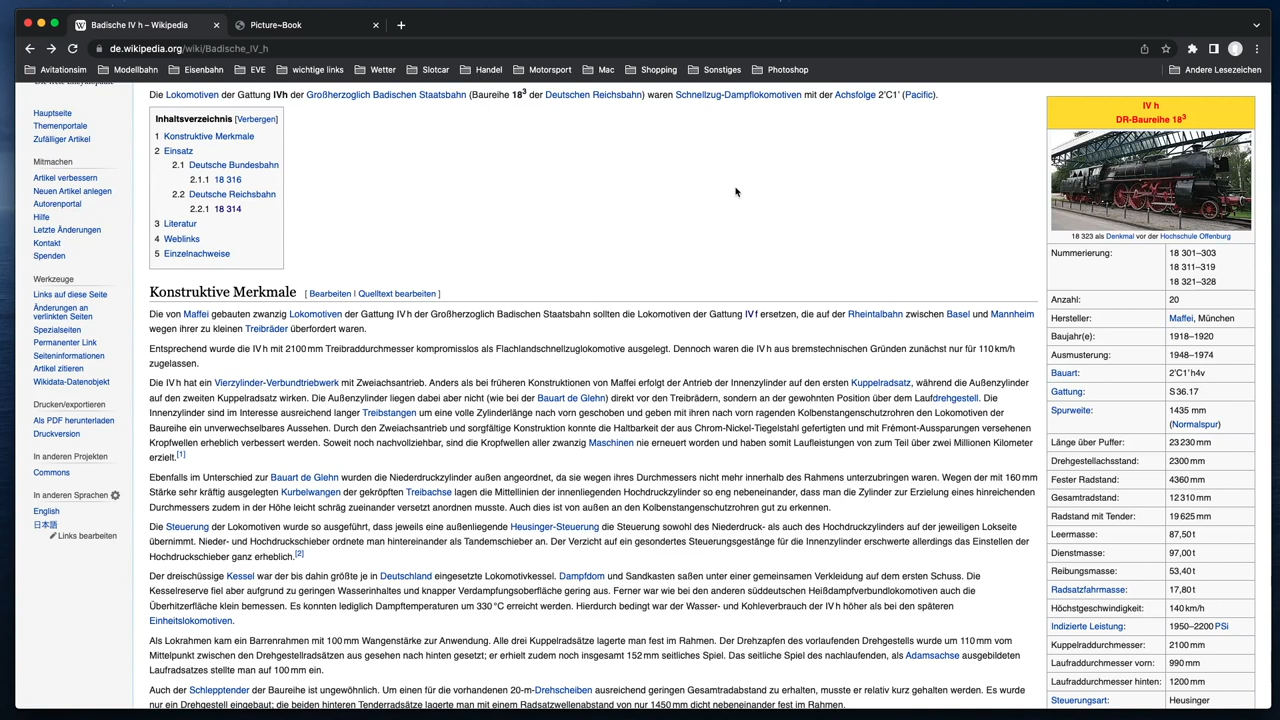 Badische IV h – Wikipedia
Picture~Book
de.wikipedia.org/wiki/Badische_IV_h
Avitationsim
Modellbahn
Eisenbahn
EVE
wichtige links
Wetter
Slotcar
Handel
Motorsport
Mac
Shopping
Sonstiges
Photoshop
Andere Lesezeichen
Hauptseite
Themenportale
Zufälliger Artikel
Mitmachen
Artikel verbessern
Neuen Artikel anlegen
Autorenportal
Hilfe
Letzte Änderungen
Kontakt
Spenden
Werkzeuge
Links auf diese Seite
Änderungen an
verlinkten Seiten
Spezialseiten
Permanenter Link
Seiteninformationen
Artikel zitieren
Wikidata-Datenobjekt
Drucken/exportieren
Als PDF herunterladen
Druckversion
In anderen Projekten
Commons
In anderen Sprachen
English
日本語
Links bearbeiten
Die Lokomotiven der Gattung IVh der Großherzoglich Badischen Staatsbahn (Baureihe 18³ der Deutschen Reichsbahn) waren Schnellzug-Dampflokomotiven mit der Achsfolge 2'C1' (Pacific).
Inhaltsverzeichnis [Verbergen]
1 Konstruktive Merkmale
2 Einsatz
2.1 Deutsche Bundesbahn
2.1.1 18 316
2.2 Deutsche Reichsbahn
2.2.1 18 314
3 Literatur
4 Weblinks
5 Einzelnachweise
Konstruktive Merkmale [ Bearbeiten | Quelltext bearbeiten ]
Die von Maffei gebauten zwanzig Lokomotiven der Gattung IVh der Großherzoglich Badischen Staatsbahn sollten die Lokomotiven der Gattung IVf ersetzen, die auf der Rheintalbahn zwischen Basel und Mannheim
wegen ihrer zu kleinen Treibräder überfordert waren.
Entsprechend wurde die IVh mit 2100 mm Treibraddurchmesser kompromisslos als Flachlandschnellzuglokomotive ausgelegt. Dennoch waren die IVh aus bremstechnischen Gründen zunächst nur für 110 km/h
zugelassen.
Die IVh hat ein Vierzylinder-Verbundtriebwerk mit Zweiachsantrieb. Anders als bei früheren Konstruktionen von Maffei erfolgt der Antrieb der Innenzylinder auf den ersten Kuppelradsatz, während die Außenzylinder
auf den zweiten Kuppelradsatz wirken. Die Außenzylinder liegen dabei aber nicht (wie bei der Bauart de Glehn) direkt vor den Treibrädern, sondern an der gewohnten Position über dem Laufdrehgestell. Die
Innenzylinder sind im Interesse ausreichend langer Treibstangen um eine volle Zylinderlänge nach vorn geschoben und geben mit ihren nach vorn ragenden Kolbenstangenschutzrohren den Lokomotiven der
Baureihe ein unverwechselbares Aussehen. Durch den Zweiachsantrieb und sorgfältige Konstruktion konnte die Haltbarkeit der aus Chrom-Nickel-Tiegelstahl gefertigten und mit Frémont-Aussparungen versehenen
Kropfwellen erheblich verbessert werden. Soweit noch nachvollziehbar, sind die Kropfwellen aller zwanzig Maschinen nie erneuert worden und haben somit Laufleistungen von zum Teil über zwei Millionen Kilometer
erzielt.[1]
Ebenfalls im Unterschied zur Bauart de Glehn wurden die Niederdruckzylinder außen angeordnet, da sie wegen ihres Durchmessers nicht mehr innerhalb des Rahmens unterzubringen waren. Wegen der mit 160 mm
Stärke sehr kräftig ausgelegten Kurbelwangen der gekröpften Treibachse lagen die Mittellinien der innenliegenden Hochdruckzylinder so eng nebeneinander, dass man die Zylinder zur Erzielung eines hinreichenden
Durchmessers zudem in der Höhe leicht schräg zueinander versetzt anordnen musste. Auch dies ist von außen an den Kolbenstangenschutzrohren gut zu erkennen.
Die Steuerung der Lokomotiven wurde so ausgeführt, dass jeweils eine außenliegende Heusinger-Steuerung die Steuerung sowohl des Niederdruck- als auch des Hochdruckzylinders auf der jeweiligen Lokseite
übernimmt. Nieder- und Hochdruckschieber ordnete man hintereinander als Tandemschieber an. Der Verzicht auf ein gesondertes Steuerungsgestänge für die Innenzylinder erschwerte allerdings das Einstellen der
Hochdruckschieber ganz erheblich.[2]
Der dreischüssige Kessel war der bis dahin größte je in Deutschland eingesetzte Lokomotivkessel. Dampfdom und Sandkasten saßen unter einer gemeinsamen Verkleidung auf dem ersten Schuss. Die
Kesselreserve fiel aber aufgrund zu geringen Wasserinhaltes und knapper Verdampfungsoberfläche gering aus. Ferner war wie bei den anderen süddeutschen Heißdampfverbundlokomotiven auch die
Überhitzerfläche klein bemessen. Es konnten lediglich Dampftemperaturen um 330 °C erreicht werden. Hierdurch bedingt war der Wasser- und Kohleverbrauch der IVh höher als bei den späteren
Einheitslokomotiven.
Als Lokrahmen kam ein Barrenrahmen mit 100 mm Wangenstärke zur Anwendung. Alle drei Kuppelradsätze lagerte man fest im Rahmen. Der Drehzapfen des vorlaufenden Drehgestells wurde um 110 mm vom
Mittelpunkt zwischen den Drehgestellradsätzen aus gesehen nach hinten gesetzt; er erhielt zudem noch insgesamt 152 mm seitliches Spiel. Das seitliche Spiel des nachlaufenden, als Adamsachse ausgebildeten
Laufradsatzes stellte man auf 100 mm ein.
Auch der Schlepptender der Baureihe ist ungewöhnlich. Um einen für die vorhandenen 20-m-Drehscheiben ausreichend geringen Gesamtradabstand zu erhalten, musste er relativ kurz gehalten werden. Es wurde
nur ein Drehgestell eingebaut; die beiden hinteren Tenderradsätze lagerte man mit einem Radsatzwellenabstand von nur 1450 mm dicht nebeneinander fest im Rahmen.
IV h
DR-Baureihe 18³
18 323 als Denkmal vor der Hochschule Offenburg
Nummerierung: 18 301–303
18 311–319
18 321–328
Anzahl: 20
Hersteller: Maffei, München
Baujahr(e): 1918–1920
Ausmusterung: 1948–1974
Bauart: 2'C1'h4v
Gattung: S 36.17
Spurweite: 1435 mm
(Normalspur)
Länge über Puffer: 23 230 mm
Drehgestellachsstand: 2300 mm
Fester Radstand: 4360 mm
Gesamtradstand: 12 310 mm
Radstand mit Tender: 19 625 mm
Leermasse: 87,50 t
Dienstmasse: 97,00 t
Reibungsmasse: 53,40 t
Radsatzfahrmasse: 17,80 t
Höchstgeschwindigkeit: 140 km/h
Indizierte Leistung: 1950–2200 PSi
Kuppelraddurchmesser: 2100 mm
Laufraddurchmesser vorn: 990 mm
Laufraddurchmesser hinten: 1200 mm
Steuerungsart: Heusinger